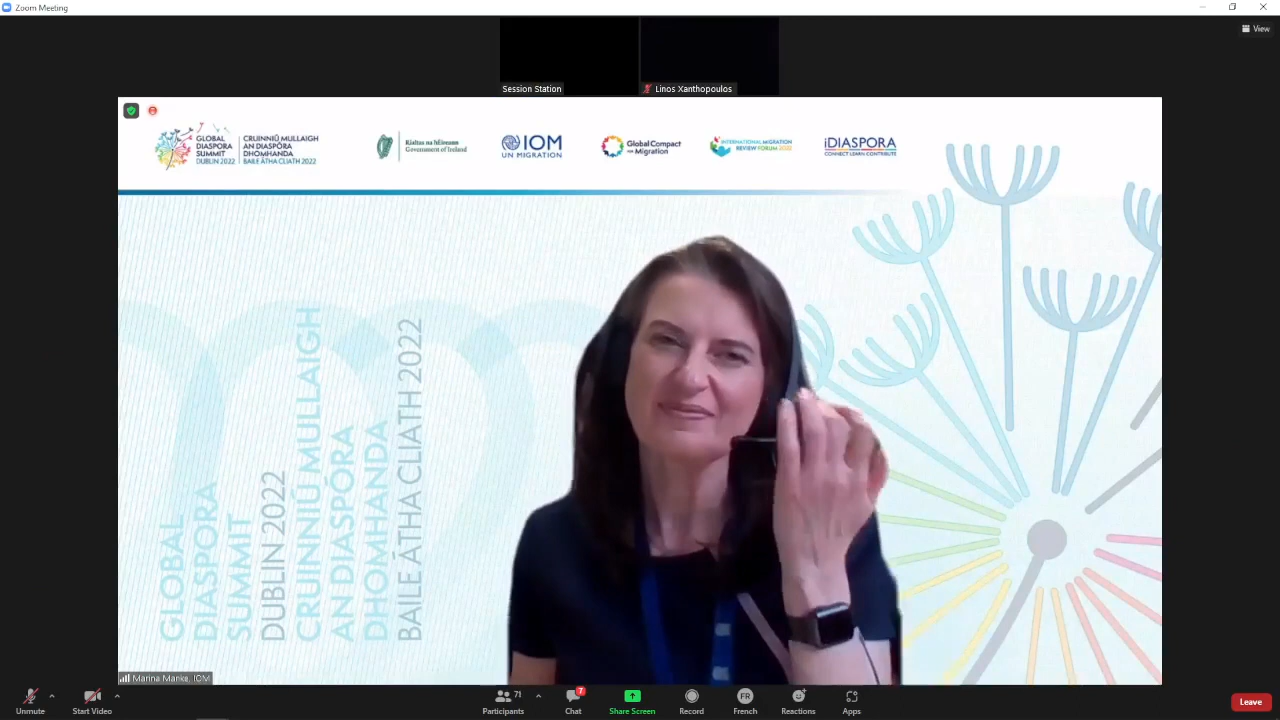 Zoom Meeting
View
Session Station
Linos Xanthopoulos
GLOBAL
DIASPORA
SUMMIT
DUBLIN 2022
CRUINNIÚ MULLAIGH
AN DIASPÓRA
DHOMHANDA
BAILE ÁTHA CLIATH 2022
Rialtas na hÉireann
Government of Ireland
IOM
UN MIGRATION
Global Compact
for Migration
INTERNATIONAL MIGRATION
REVIEW FORUM 2022
iDIASPORA
CONNECT LEARN CONTRIBUTE
GLOBAL
DIASPORA
SUMMIT
DUBLIN 2022
CRUINNIÚ MULLAIGH
AN DIASPÓRA
DHOMHANDA
BAILE ÁTHA CLIATH 2022
Marina Manke, IOM
Unmute
Start Video
71
Participants
7
Chat
Share Screen
Record
FR
French
Reactions
Apps
Leave